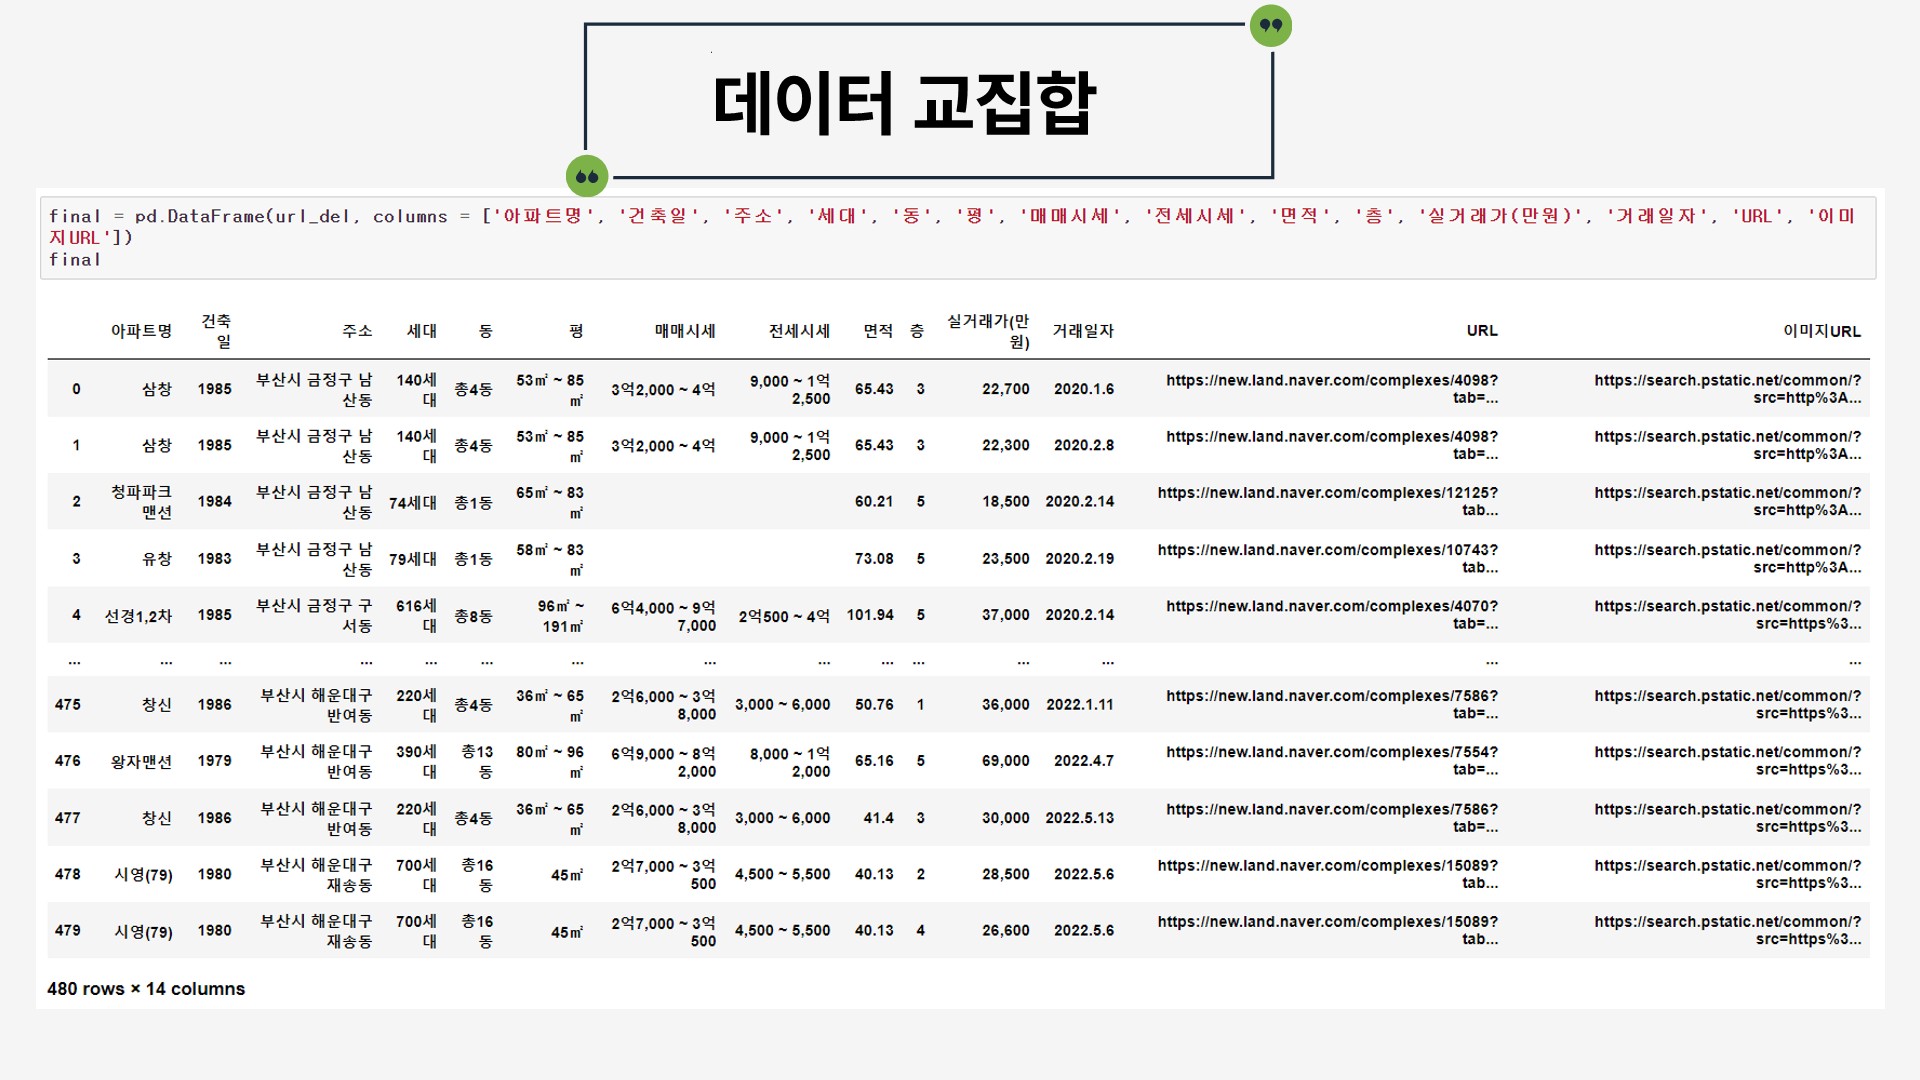 데이터 교집합
final = pd.DataFrame(url_del, columns = ['아파트명', '건축일', '주소', '세대', '동', '평', '매매시세', '전세시세', '면적', '층', '실거래가(만원)', '거래일자', 'URL', '이미
지URL'])
final
아파트명 건축일 주소 세대 동 평 매매시세 전세시세 면적 층 실거래가(만원) 거래일자 URL 이미지URL
0 삼창 1985 부산시 금정구 남산동 140세대 총4동 53㎡ ~ 85㎡ 3억2,000 ~ 4억 9,000 ~ 1억2,500 65.43 3 22,700 2020.1.6 https://new.land.naver.com/complexes/4098?tab=... https://search.pstatic.net/common/?src=http%3A...
1 삼창 1985 부산시 금정구 남산동 140세대 총4동 53㎡ ~ 85㎡ 3억2,000 ~ 4억 9,000 ~ 1억2,500 65.43 3 22,300 2020.2.8 https://new.land.naver.com/complexes/4098?tab=... https://search.pstatic.net/common/?src=http%3A...
2 청파파크맨션 1984 부산시 금정구 남산동 74세대 총1동 65㎡ ~ 83㎡ 60.21 5 18,500 2020.2.14 https://new.land.naver.com/complexes/12125?tab... https://search.pstatic.net/common/?src=http%3A...
3 유창 1983 부산시 금정구 남산동 79세대 총1동 58㎡ ~ 83㎡ 73.08 5 23,500 2020.2.19 https://new.land.naver.com/complexes/10743?tab... https://search.pstatic.net/common/?src=http%3A...
4 선경1,2차 1985 부산시 금정구 구서동 616세대 총8동 96㎡ ~ 191㎡ 6억4,000 ~ 9억7,000 2억500 ~ 4억 101.94 5 37,000 2020.2.14 https://new.land.naver.com/complexes/4070?tab=... https://search.pstatic.net/common/?src=https%3...
... ... ... ... ... ... ... ... ... ... ... ... ... ... ...
475 창신 1986 부산시 해운대구 반여동 220세대 총4동 36㎡ ~ 65㎡ 2억6,000 ~ 3억8,000 3,000 ~ 6,000 50.76 1 36,000 2022.1.11 https://new.land.naver.com/complexes/7586?tab=... https://search.pstatic.net/common/?src=https%3...
476 왕자맨션 1979 부산시 해운대구 반여동 390세대 총13동 80㎡ ~ 96㎡ 6억9,000 ~ 8억2,000 8,000 ~ 1억2,000 65.16 5 69,000 2022.4.7 https://new.land.naver.com/complexes/7554?tab=... https://search.pstatic.net/common/?src=https%3...
477 창신 1986 부산시 해운대구 반여동 220세대 총4동 36㎡ ~ 65㎡ 2억6,000 ~ 3억8,000 3,000 ~ 6,000 41.4 3 30,000 2022.5.13 https://new.land.naver.com/complexes/7586?tab=... https://search.pstatic.net/common/?src=https%3...
478 시영(79) 1980 부산시 해운대구 재송동 700세대 총16동 45㎡ 2억7,000 ~ 3억500 4,500 ~ 5,500 40.13 2 28,500 2022.5.6 https://new.land.naver.com/complexes/15089?tab... https://search.pstatic.net/common/?src=https%3...
479 시영(79) 1980 부산시 해운대구 재송동 700세대 총16동 45㎡ 2억7,000 ~ 3억500 4,500 ~ 5,500 40.13 4 26,600 2022.5.6 https://new.land.naver.com/complexes/15089?tab... https://search.pstatic.net/common/?src=https%3...
480 rows × 14 columns